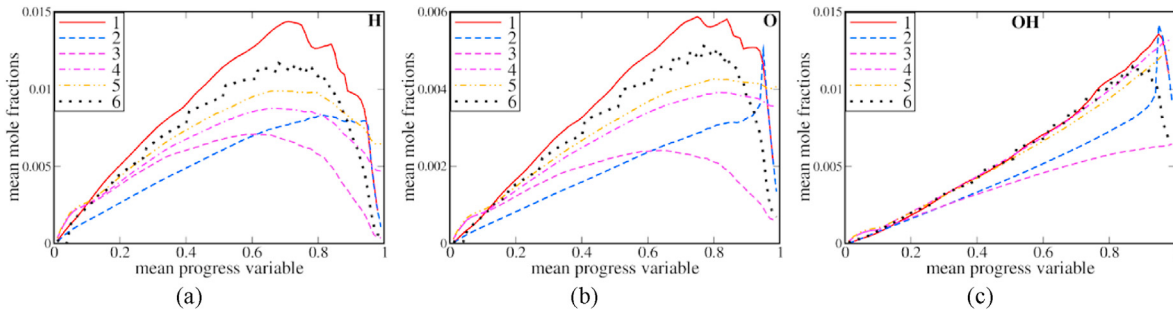 0.015
0.01
0.005
0
mean mole fractions
1
2
3
4
5
6
H
0 0.2 0.4 0.6 0.8 1
mean progress variable
(a)
0.006
0.004
0.002
0
mean mole fractions
1
2
3
4
5
6
O
0 0.2 0.4 0.6 0.8 1
mean progress variable
(b)
0.015
0.01
0.005
0
mean mole fractions
1
2
3
4
5
6
OH
0 0.2 0.4 0.6 0.8
mean progress variable
(c)